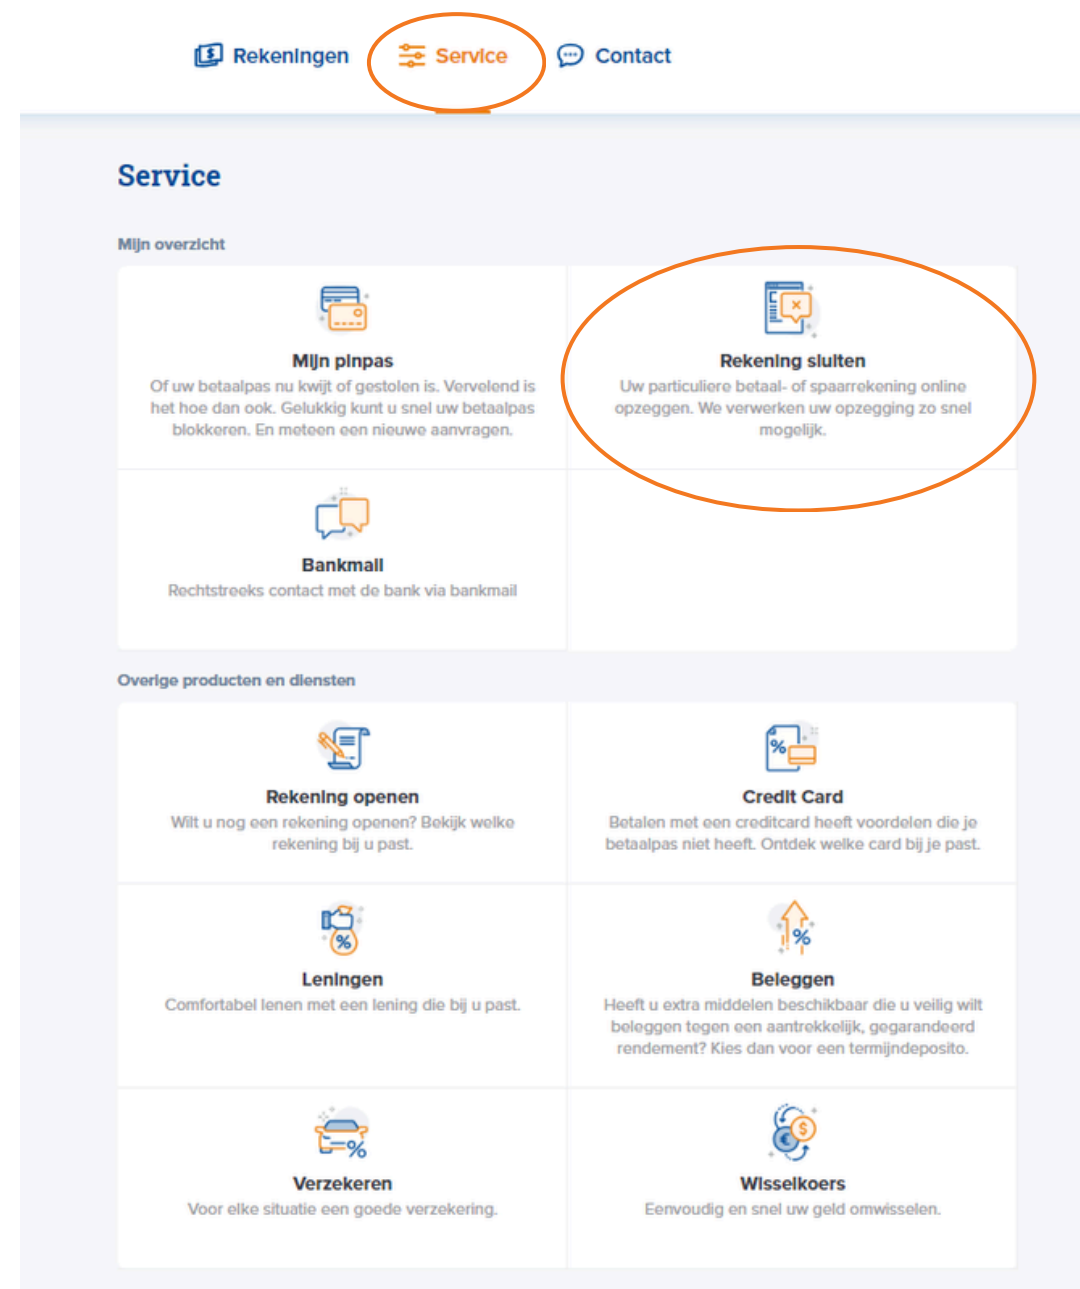 Rekeningen Service Contact
Service
Mijn overzicht
Mijn pinpas
Of uw betaalpas nu kwijt of gestolen is. Vervelend is
het hoe dan ook. Gelukkig kunt u snel uw betaalpas
blokkeren. En meteen een nieuwe aanvragen.
Rekening sluiten
Uw particuliere betaal- of spaarrekening online
opzeggen. We verwerken uw opzegging zo snel
mogelijk.
Bankmail
Rechtstreeks contact met de bank via bankmail
Overige producten en diensten
Rekening openen
Wilt u nog een rekening openen? Bekijk welke
rekening bij u past.
%
Credit Card
Betalen met een creditcard heeft voordelen die je
betaalpas niet heeft. Ontdek welke card bij je past.
%
Leningen
Comfortabel lenen met een lening die bij u past.
%
Beleggen
Heeft u extra middelen beschikbaar die u veilig wilt
beleggen tegen een aantrekkelijk, gegarandeerd
rendement? Kies dan voor een termijndeposito.
%
Verzekeren
Voor elke situatie een goede verzekering.
€ $
Wisselkoers
Eenvoudig en snel uw geld omwisselen.